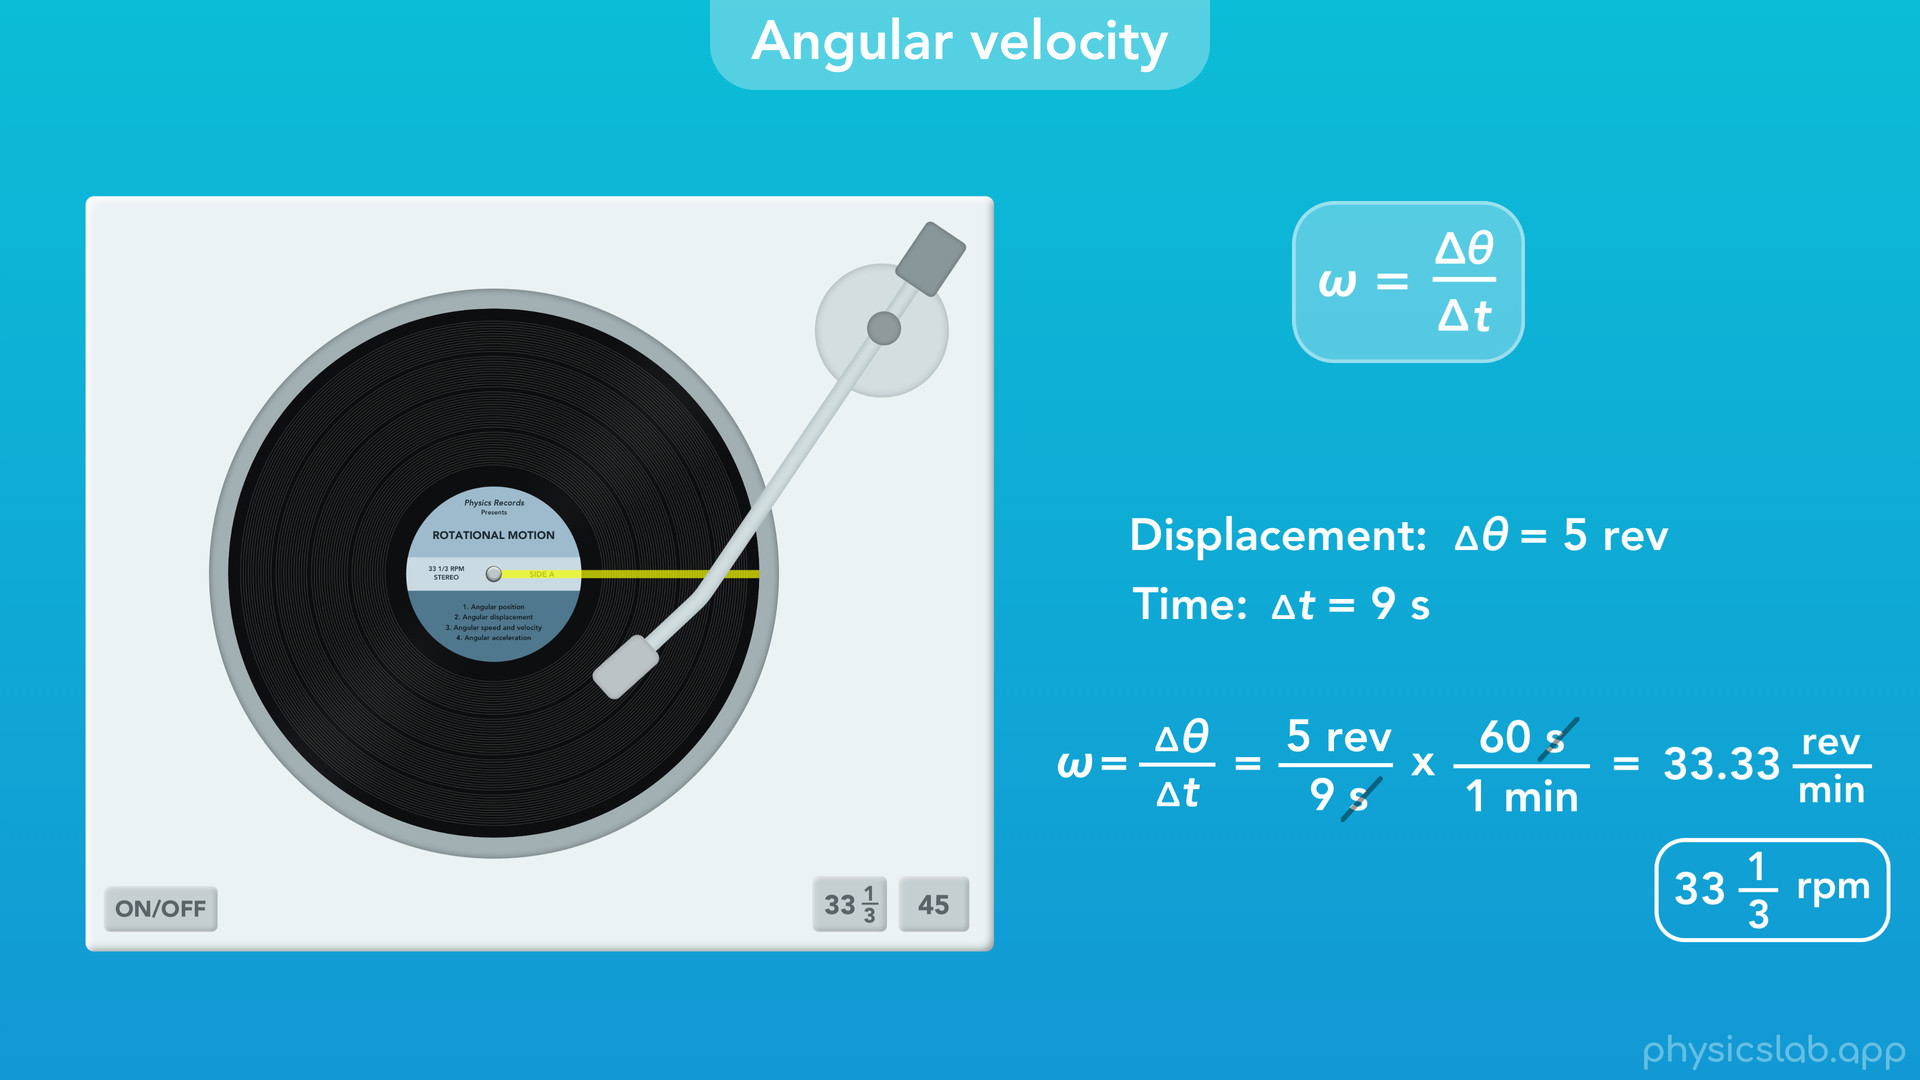 Angular velocity
Physics Records
Presents
ROTATIONAL MOTION
33 1/3 RPM
STEREO
SIDE A
1. Angular position
2. Angular displacement
3. Angular speed and velocity
4. Angular acceleration
ON/OFF
33 1/3
45
ω = Δθ/Δt
Displacement: Δθ = 5 rev
Time: Δt = 9 s
ω = Δθ/Δt = 5 rev/9 s x 60 s/1 min = 33.33 rev/min
33 1/3 rpm
physicslab.app